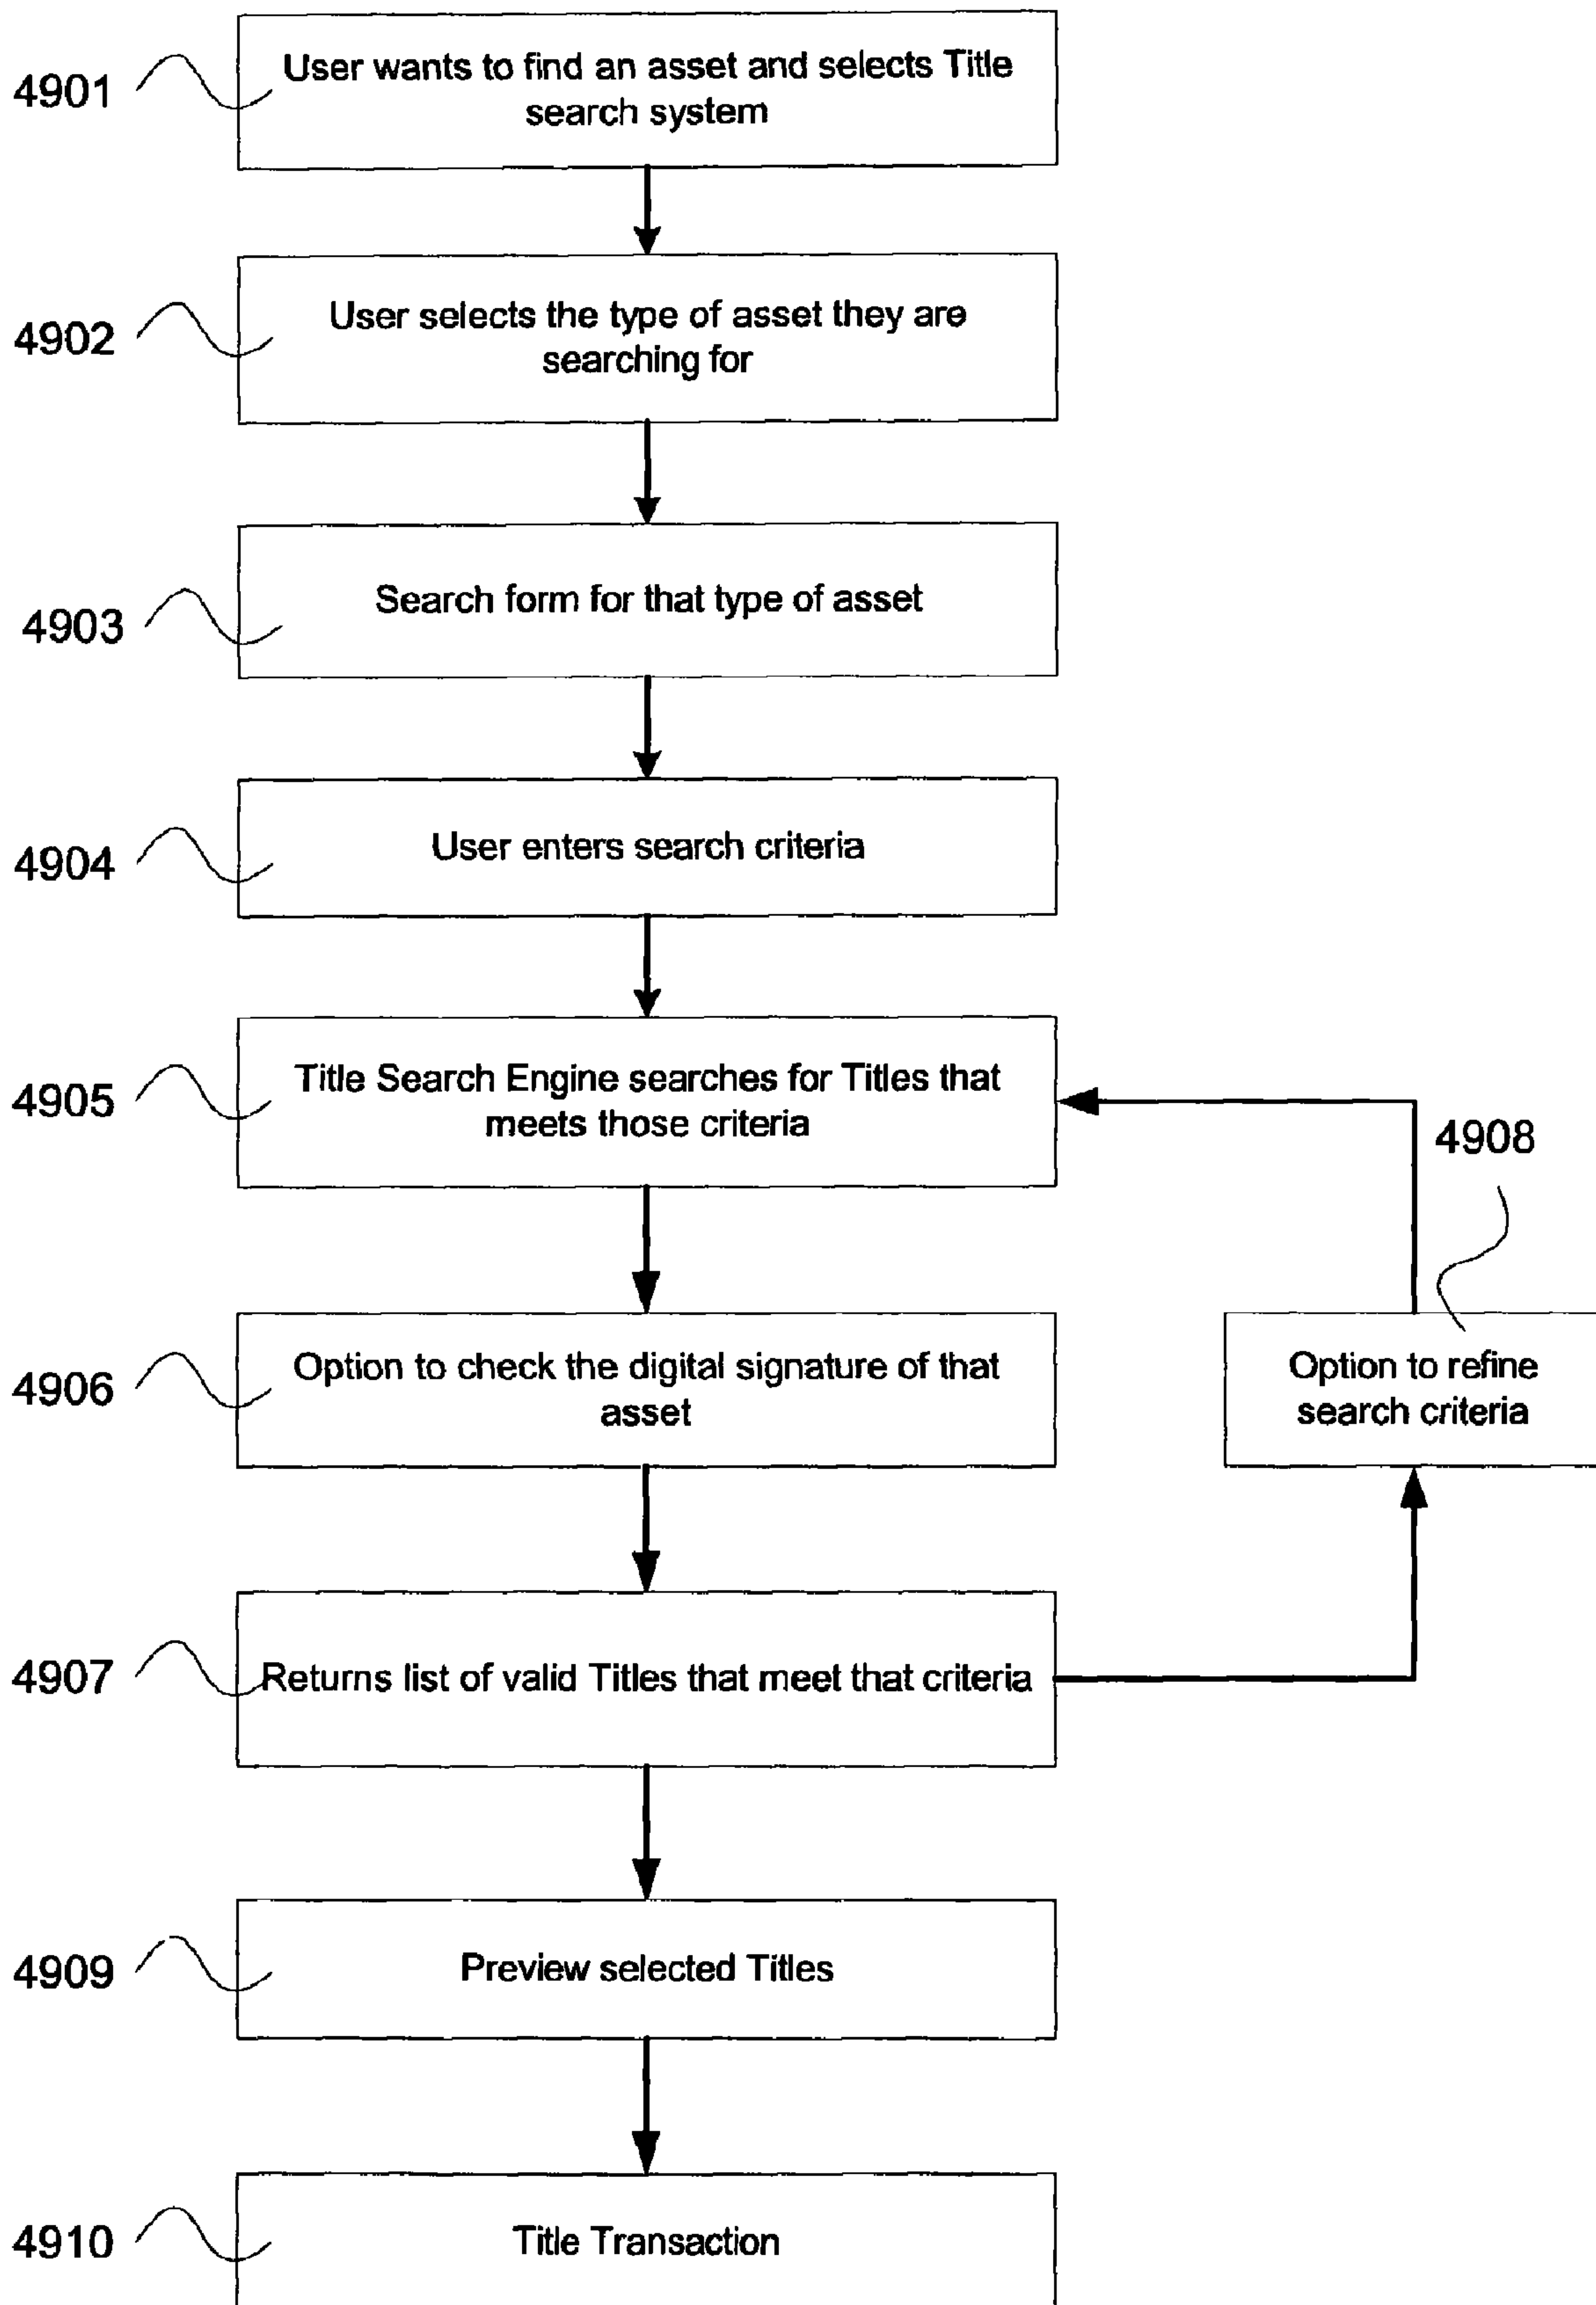 4901
User wants to find an asset and selects Title
search system
4902
User selects the type of asset they are
searching for
4903
Search form for that type of asset
4904
User enters search criteria
4905
Title Search Engine searches for Titles that
meets those criteria
4908
4906
Option to check the digital signature of that
asset
Option to refine
search criteria
4907
Returns list of valid Titles that meet that criteria
4909
Preview selected Titles
4910
Title Transaction